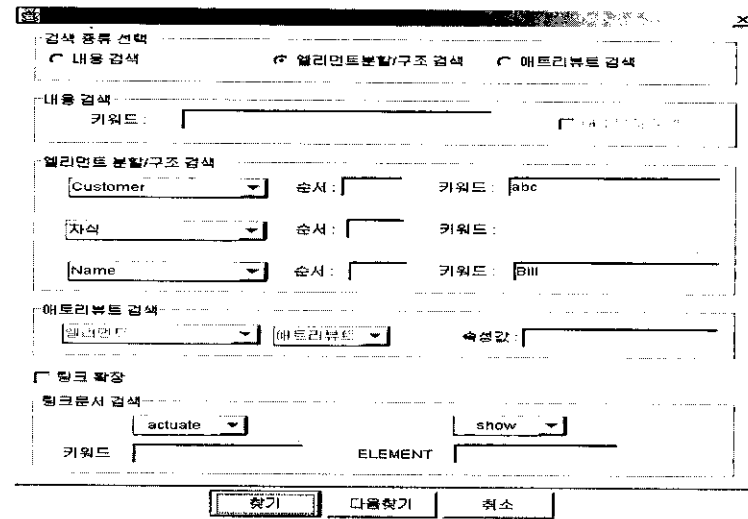 검색 종류 선택
내용 검색 엘리먼트분할/구조 검색 애트리뷰트 검색
내용 검색
키워드 :
엘리먼트 분할/구조 검색
Customer 순서 : 키워드 : abc
자식 순서 : 키워드 :
Name 순서 : 키워드 : Bill
애토리뷰트 검색
엘리먼트 애트리뷰트 속성값 :
링크 확장
링크문서 검색
actuate show
키워드 ELEMENT
찾기 다음찾기 취소